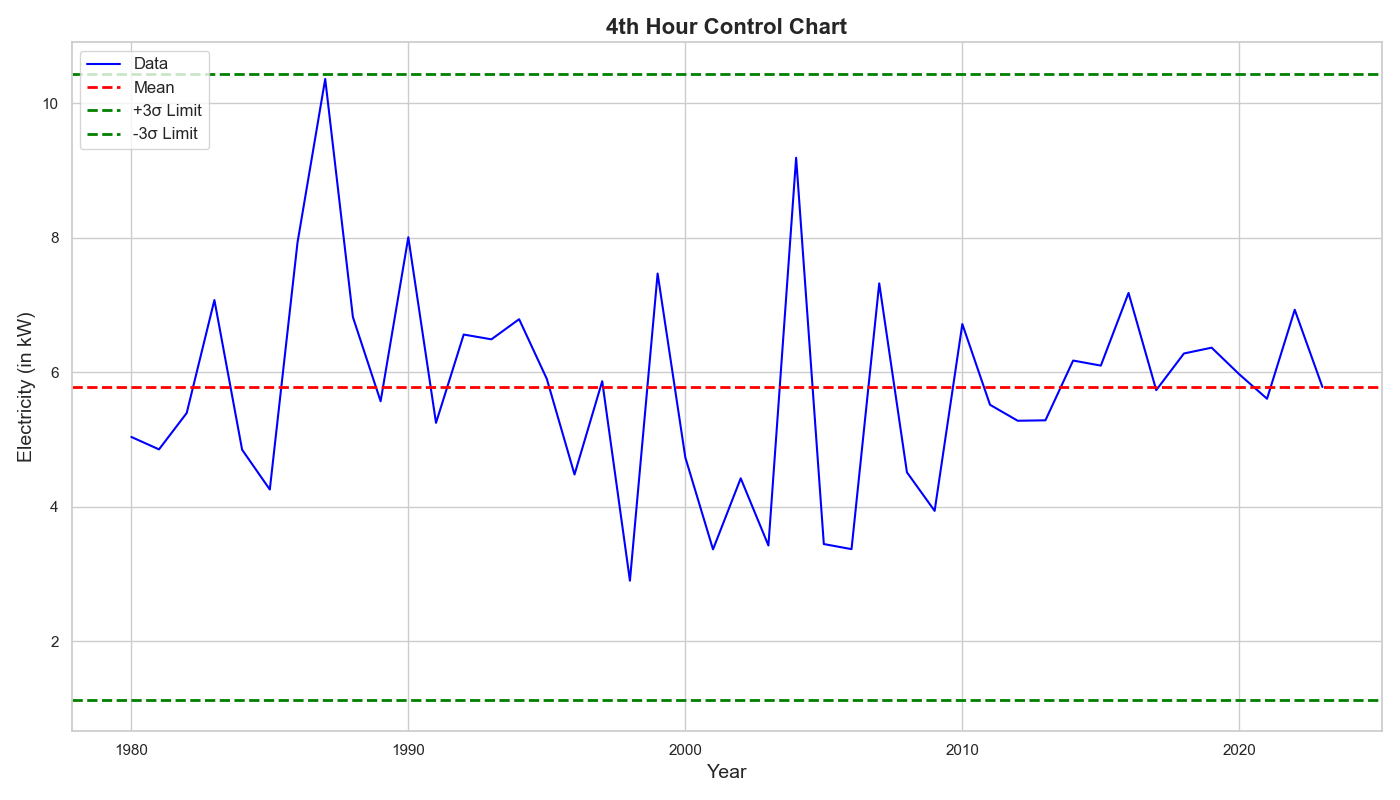 4th Hour Control Chart
Data
Mean
+3σ Limit
-3σ Limit
10
8
6
4
2
Electricity (in kW)
1980
1990
2000
2010
2020
Year